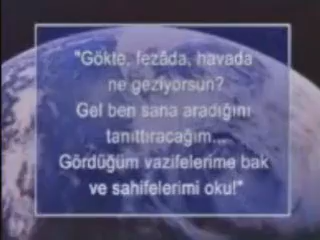 "Gökte, fezâda, havada
ne geziyorsun?
Gel ben sana aradığını
tanıttıracağım...
Gördüğüm vazifelerime bak
ve sahifelerimi oku!"